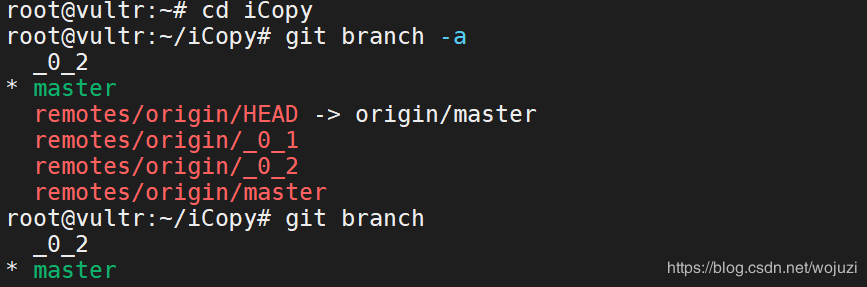 root@vultr:~# cd iCopy
root@vultr:~/iCopy# git branch -a
  _0_2
* master
  remotes/origin/HEAD -> origin/master
  remotes/origin/_0_1
  remotes/origin/_0_2
  remotes/origin/master
root@vultr:~/iCopy# git branch
  _0_2
* master
https://blog.csdn.net/wojuzi